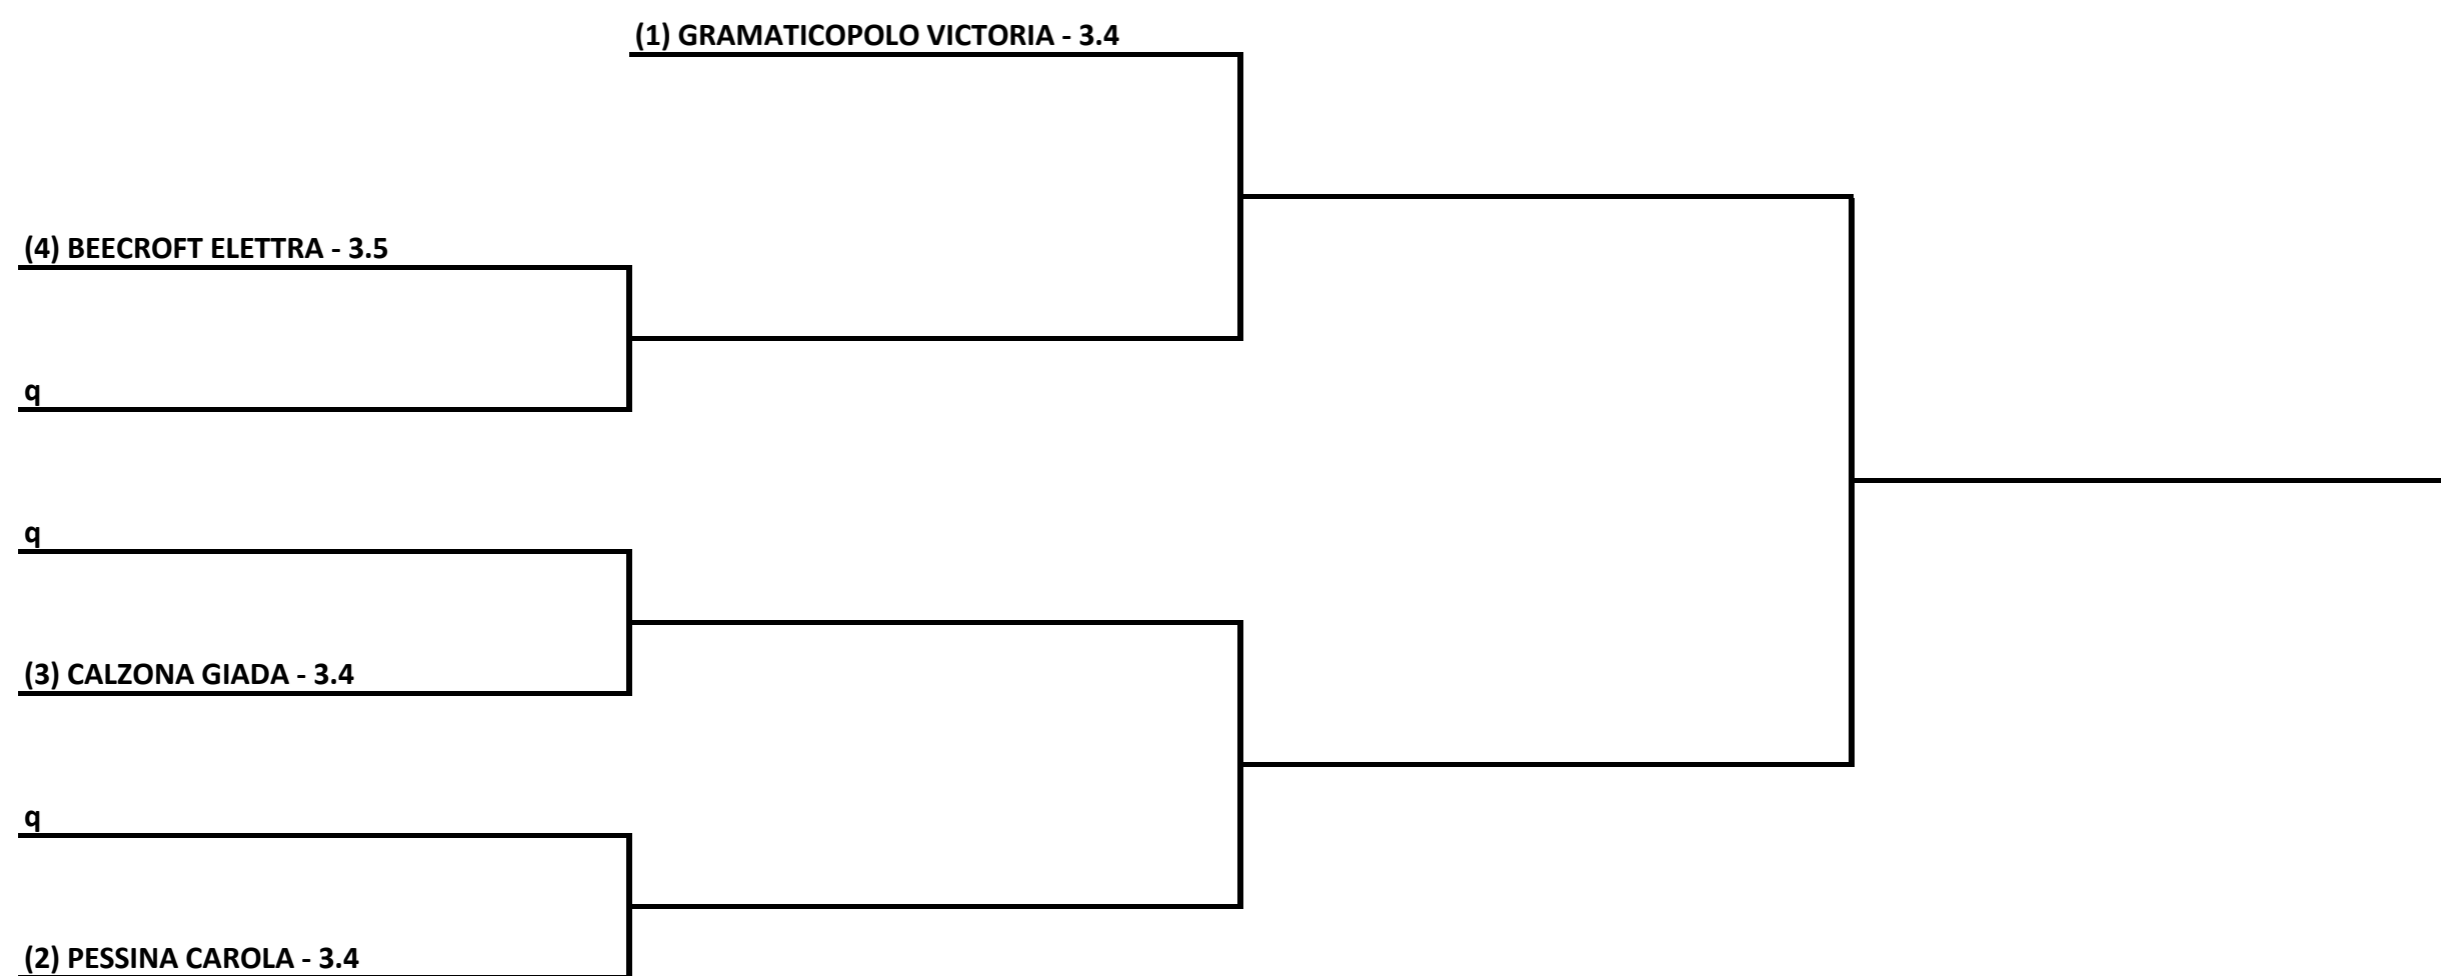 (1) GRAMATICOPOLO VICTORIA - 3.4
(4) BEECROFT ELETTRA - 3.5
q
q
(3) CALZONA GIADA - 3.4
q
(2) PESSINA CAROLA - 3.4